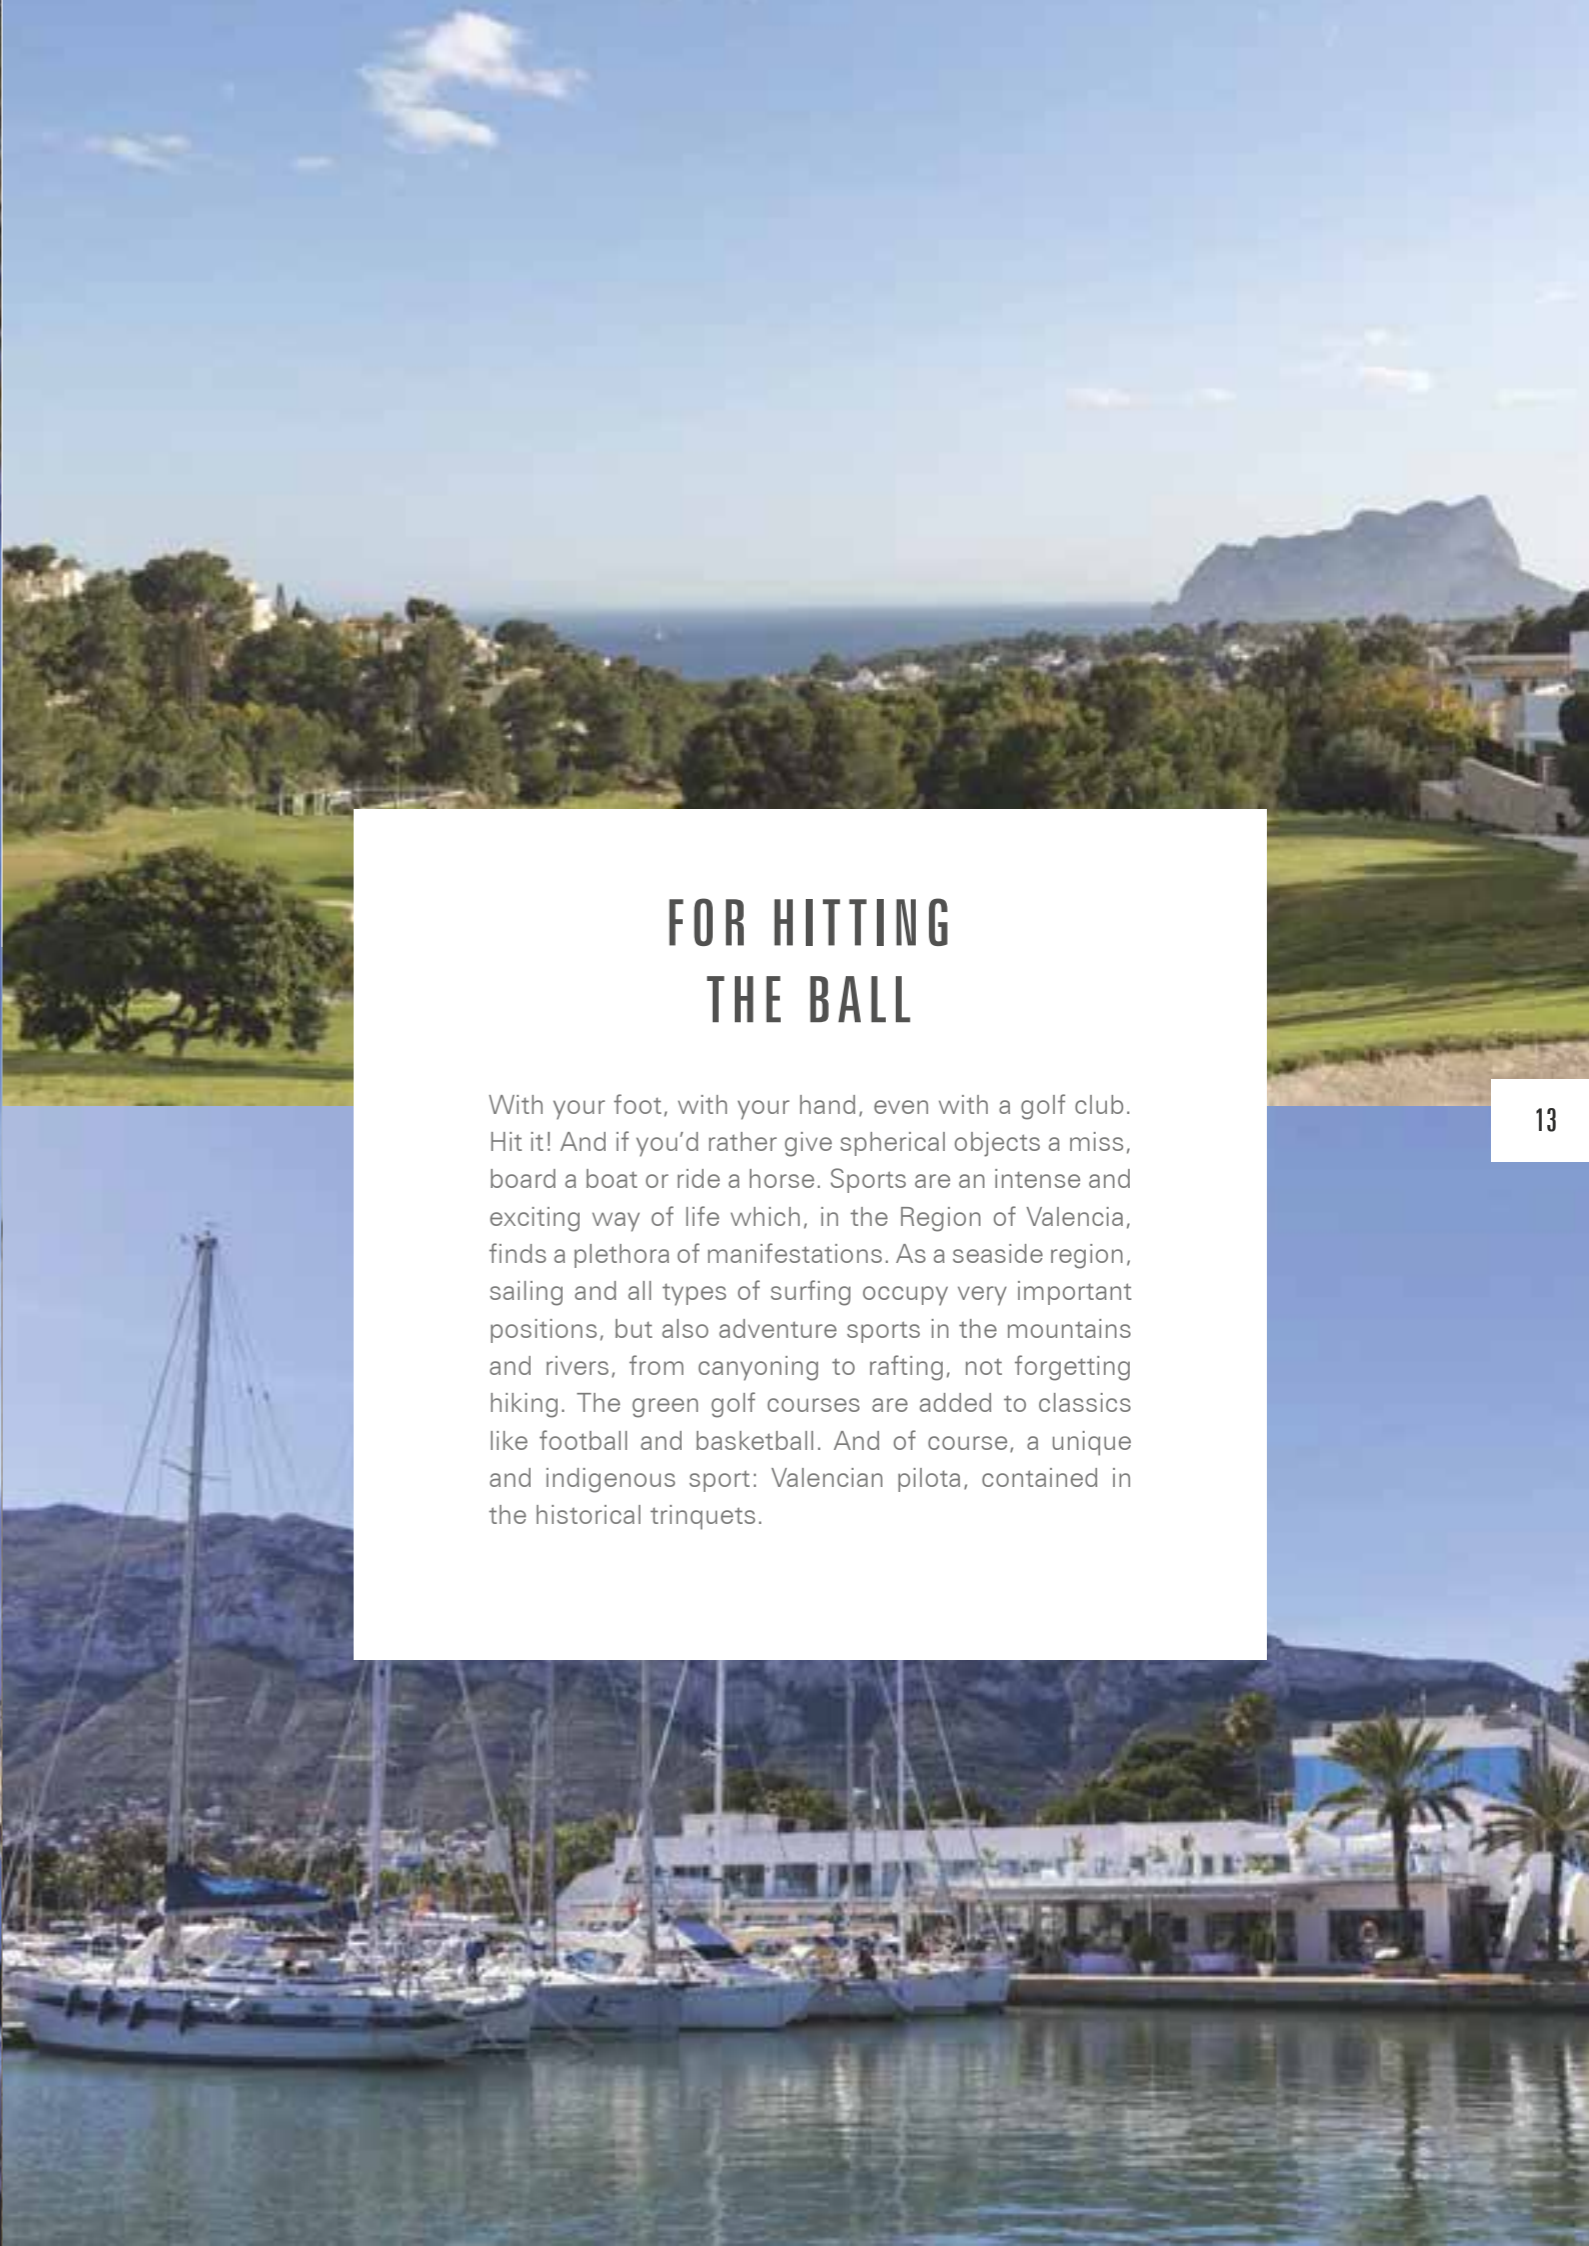 FOR HITTING
THE BALL
With your foot, with your hand, even with a golf club.
Hit it! And if you’d rather give spherical objects a miss,
board a boat or ride a horse. Sports are an intense and
exciting way of life which, in the Region of Valencia,
finds a plethora of manifestations. As a seaside region,
sailing and all types of surfing occupy very important
positions, but also adventure sports in the mountains
and rivers, from canyoning to rafting, not forgetting
hiking. The green golf courses are added to classics
like football and basketball. And of course, a unique
and indigenous sport: Valencian pilota, contained in
the historical trinquets.
13